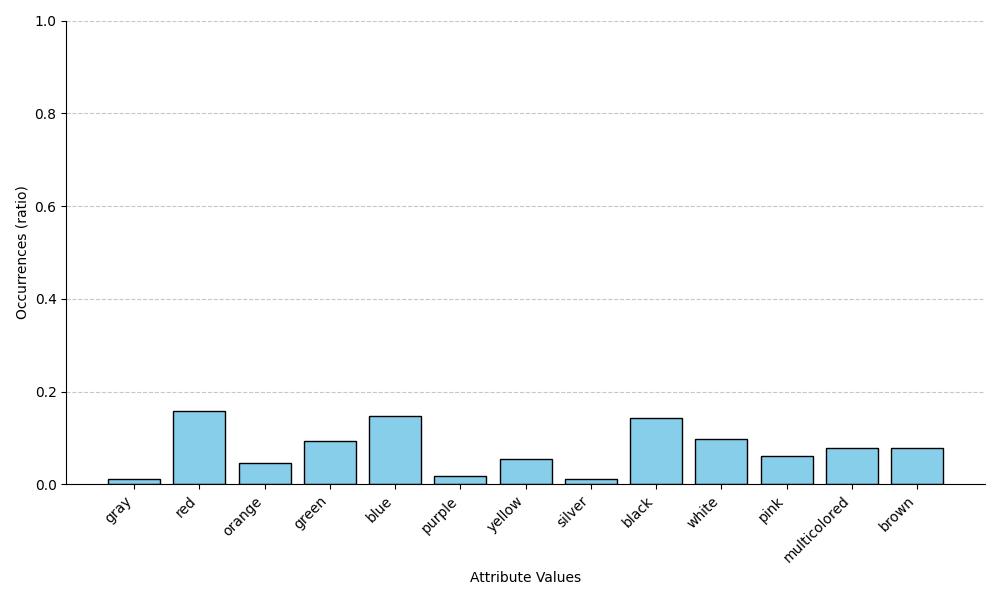 1.0
0.8
0.6
0.4
0.2
0.0
Occurrences (ratio)
gray
red
orange
green
blue
purple
yellow
silver
black
white
pink
multicolored
brown
Attribute Values